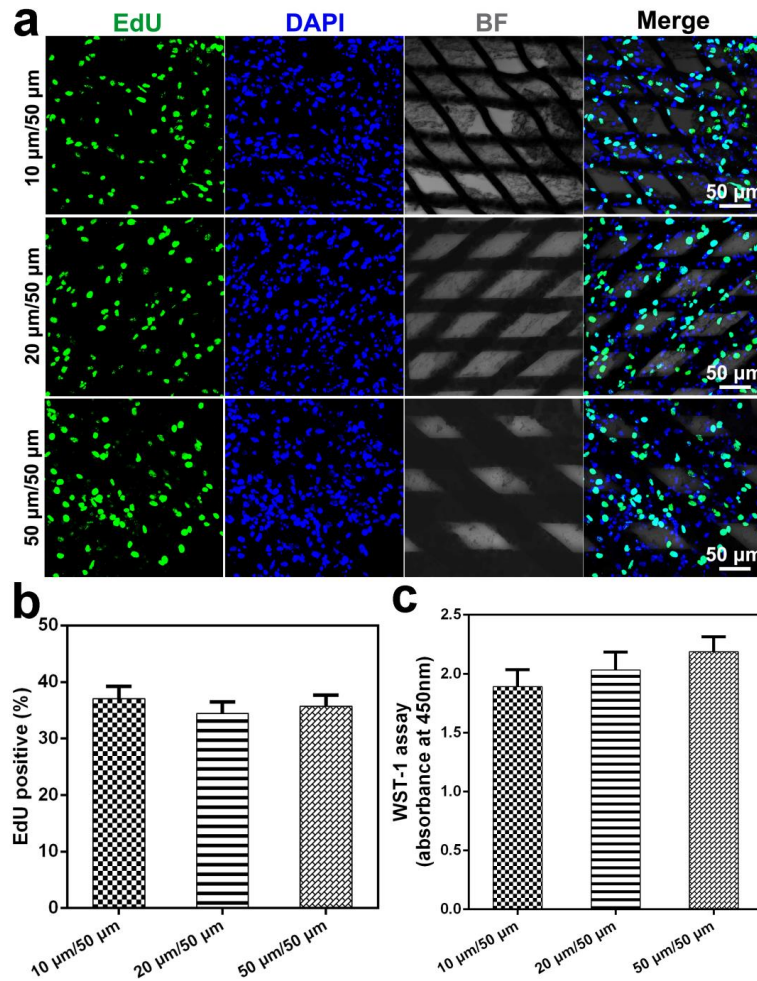 a
EdU DAPI BF Merge
10 µm/50 µm
50 µm
20 µm/50 µm
50 µm
50 µm/50 µm
50 µm
b
50
40
30
20
10
0
EdU positive (%)
10 µm/50 µm
20 µm/50 µm
50 µm/50 µm
c
2.5
2.0
1.5
1.0
0.5
0.0
WST-1 assay
(absorbance at 450nm)
10 µm/50 µm
20 µm/50 µm
50 µm/50 µm